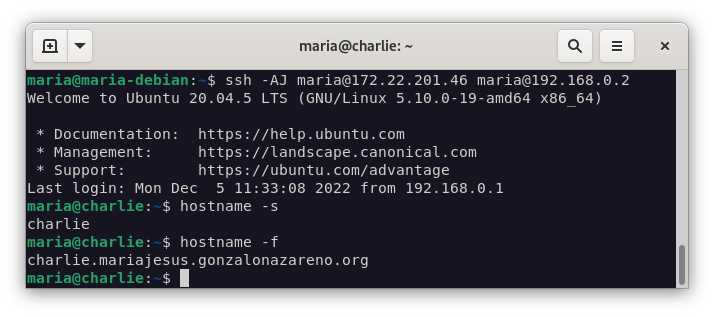 maria@charlie: ~
maria@maria-debian:~$ ssh -AJ maria@172.22.201.46 maria@192.168.0.2
Welcome to Ubuntu 20.04.5 LTS (GNU/Linux 5.10.0-19-amd64 x86_64)
* Documentation:  https://help.ubuntu.com
* Management:     https://landscape.canonical.com
* Support:        https://ubuntu.com/advantage
Last login: Mon Dec  5 11:33:08 2022 from 192.168.0.1
maria@charlie:~$ hostname -s
charlie
maria@charlie:~$ hostname -f
charlie.mariajesus.gonzalonazareno.org
maria@charlie:~$